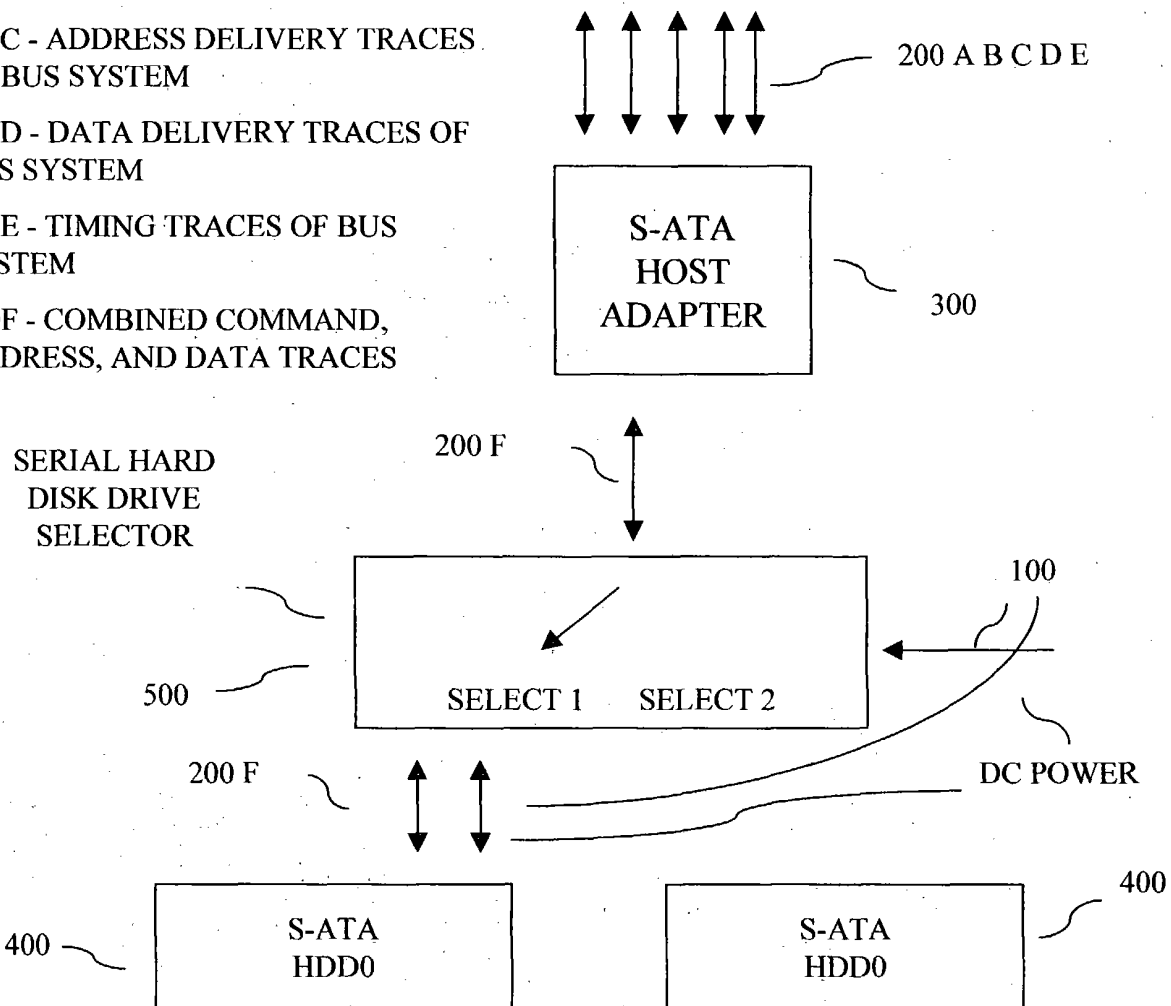 C - ADDRESS DELIVERY TRACES
BUS SYSTEM
D - DATA DELIVERY TRACES OF
S SYSTEM
E - TIMING TRACES OF BUS
STEM
F - COMBINED COMMAND,
DRESS, AND DATA TRACES
200 A B C D E
S-ATA
HOST
ADAPTER
300
200 F
SERIAL HARD
DISK DRIVE
SELECTOR
100
500
SELECT 1 SELECT 2
200 F
DC POWER
400
S-ATA
HDD0
400
S-ATA
HDD0